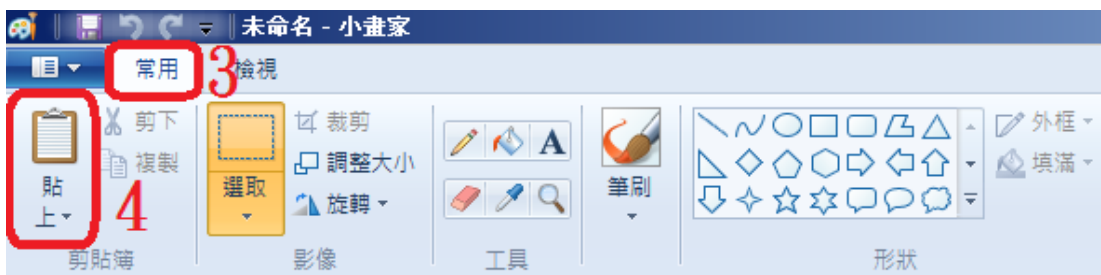 未命名 - 小畫家
常用 3 檢視
剪下
複製
貼上
4
剪貼簿
選取
裁剪
調整大小
旋轉
影像
A
工具
筆刷
形狀
外框
填滿